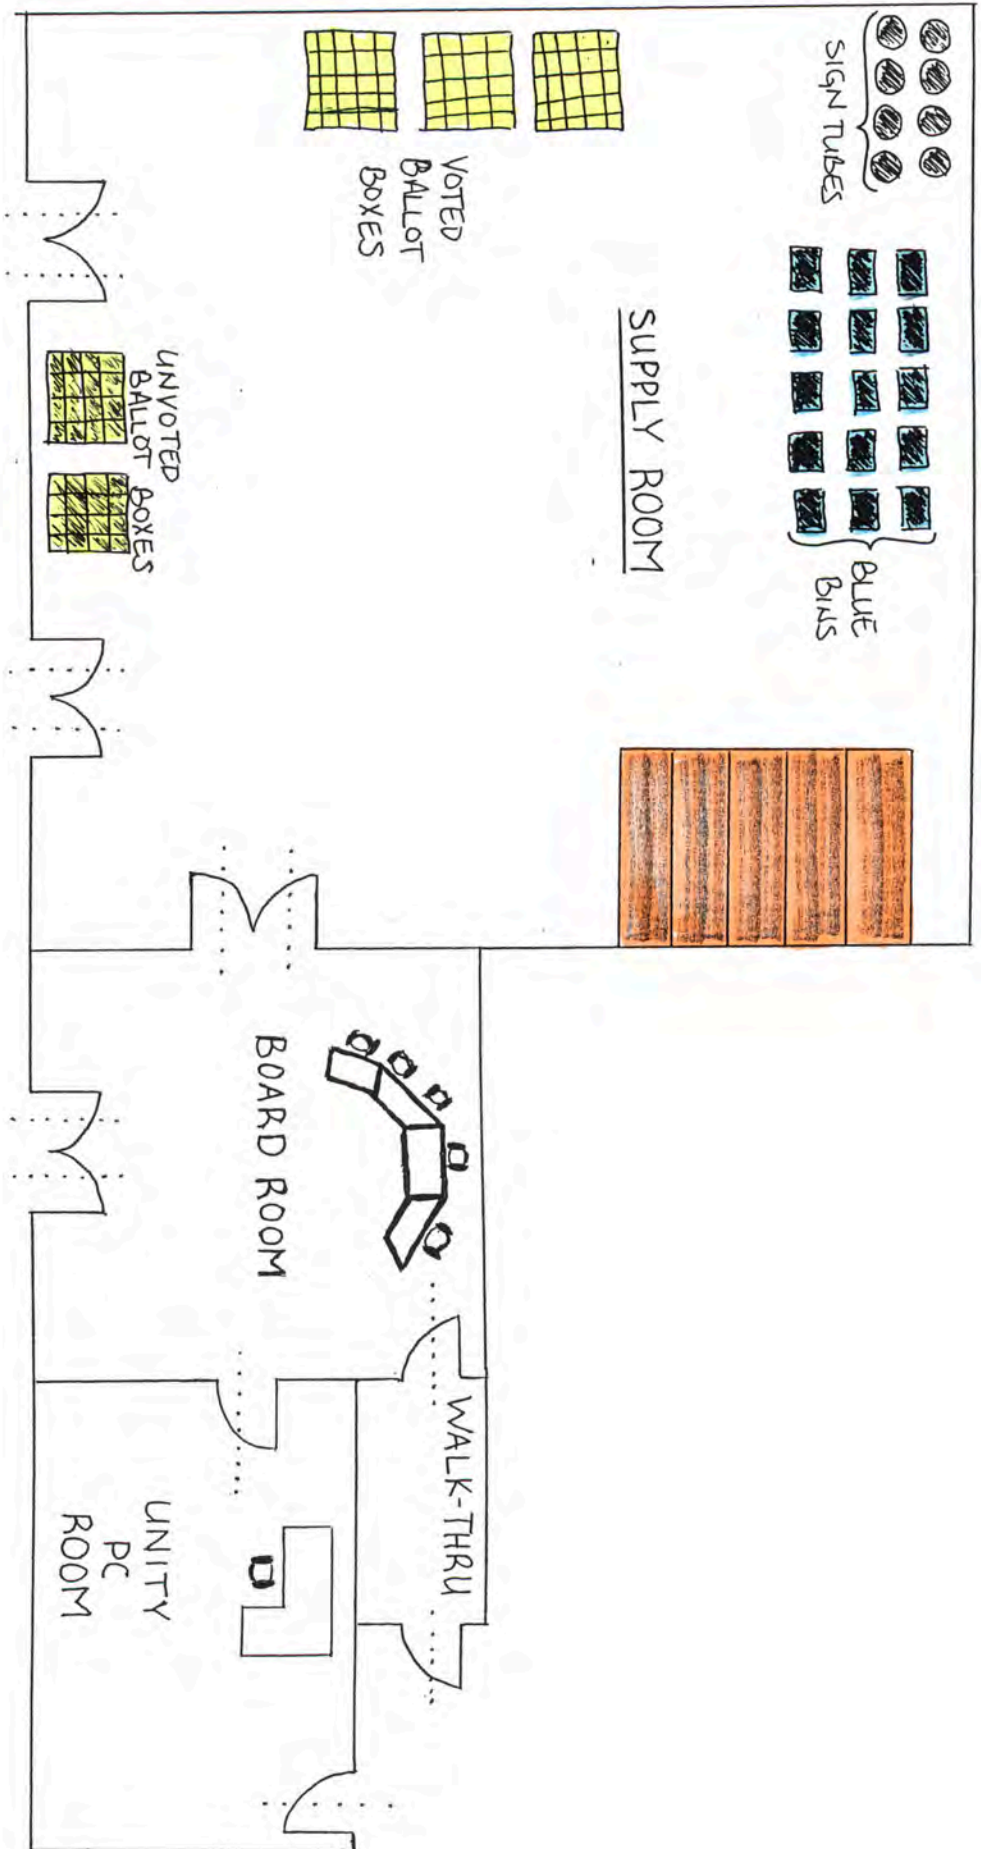 SIGN TUBES
BLUE
BINS
SUPPLY ROOM
VOTED
BALLOT
BOXES
UNVOTED
BALLOT BOXES
BOARD ROOM
WALK-THRU
UNITY
PC
ROOM